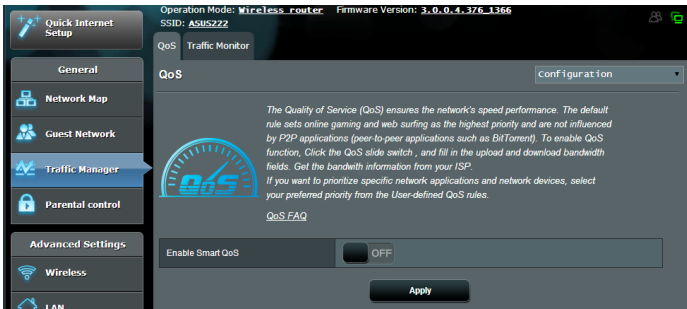 Quick Internet
Setup
Operation Mode: Wireless router Firmware Version: 3.0.0.4.376_1366
SSID: ASUS222
QoS Traffic Monitor
General
Network Map
Guest Network
Traffic Manager
Parental control
Advanced Settings
Wireless
LAN
QoS
Configuration
The Quality of Service (QoS) ensures the network's speed performance. The default
rule sets online gaming and web surfing as the highest priority and are not influenced
by P2P applications (peer-to-peer applications such as BitTorrent). To enable QoS
function, Click the QoS slide switch , and fill in the upload and download bandwidth
fields. Get the bandwith information from your ISP.
If you want to prioritize specific network applications and network devices, select
your preferred priority from the User-defined QoS rules.
QoS FAQ
QoS
Enable Smart QoS
OFF
Apply